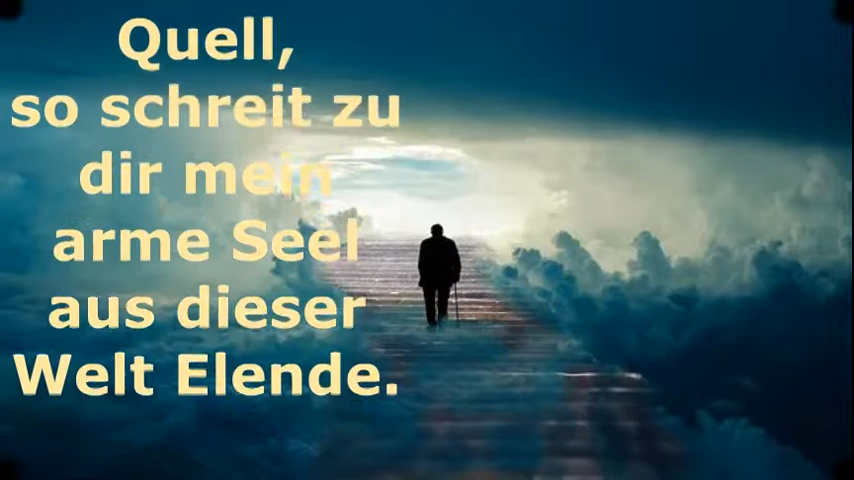 Quell,
so schreit zu
dir mein
arme Seel
aus dieser
Welt Elende.